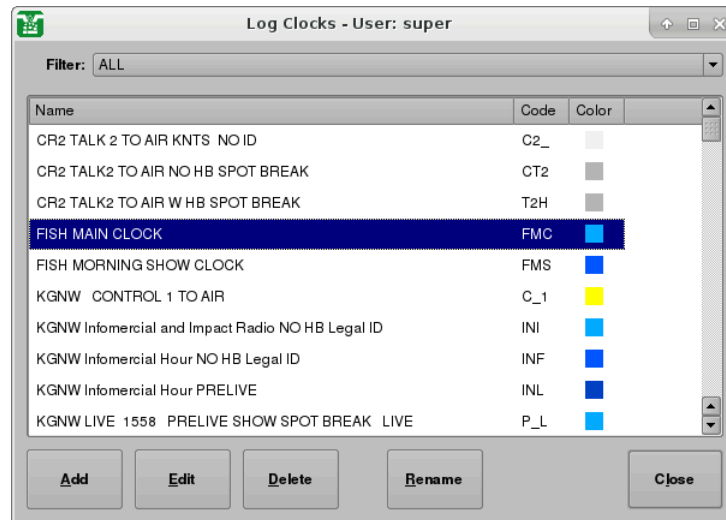 Log Clocks - User: super
Filter: ALL
Name Code Color
CR2 TALK 2 TO AIR KNTS  NO ID C2_
CR2 TALK2 TO AIR NO HB SPOT BREAK CT2
CR2 TALK2 TO AIR W HB SPOT BREAK T2H
FISH MAIN CLOCK FMC
FISH MORNING SHOW CLOCK FMS
KGNW   CONTROL 1 TO AIR C_1
KGNW Infomercial and Impact Radio NO HB Legal ID INI
KGNW Infomercial Hour NO HB Legal ID INF
KGNW Infomercial Hour PRELIVE INL
KGNW LIVE  1558   PRELIVE SHOW SPOT BREAK   LIVE P_L
Add Edit Delete Rename Close